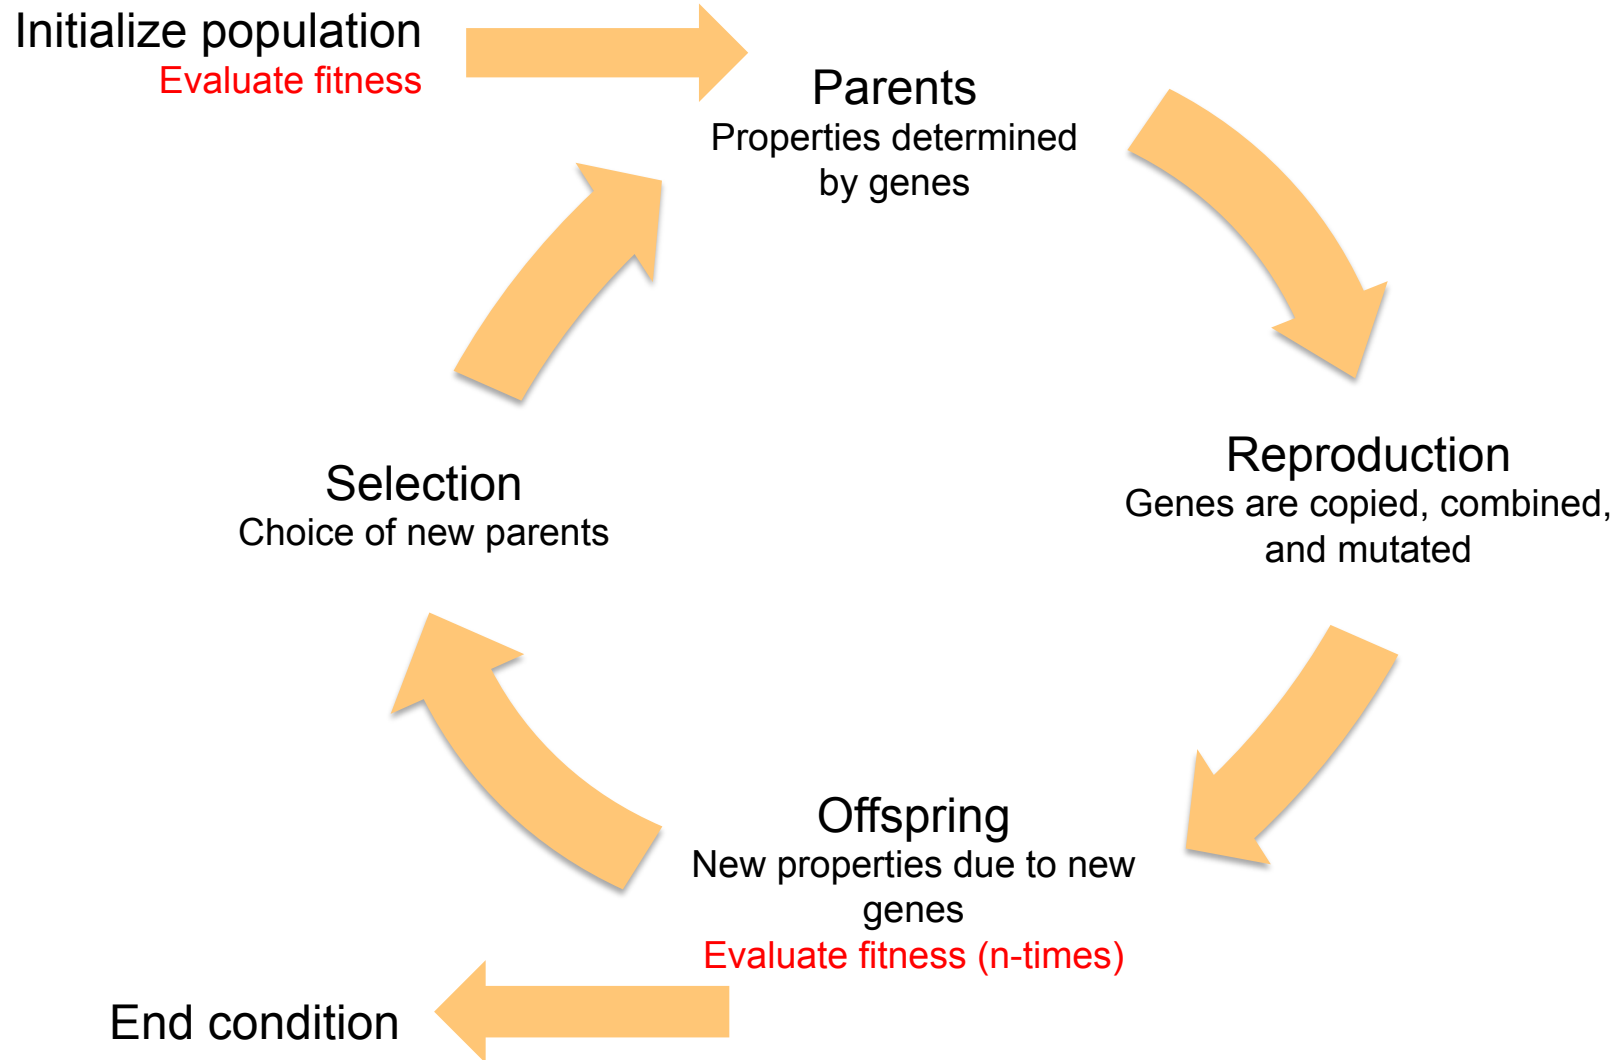 Initialize population
Evaluate fitness
Parents
Properties determined
by genes
Reproduction
Genes are copied, combined,
and mutated
Selection
Choice of new parents
Offspring
New properties due to new
genes
Evaluate fitness (n-times)
End condition